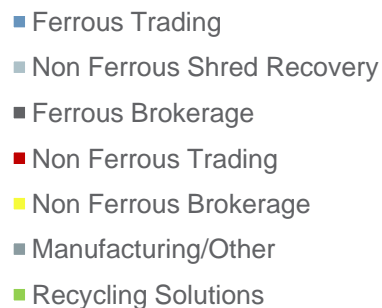 Ferrous Trading
Non Ferrous Shred Recovery
Ferrous Brokerage
Non Ferrous Trading
Non Ferrous Brokerage
Manufacturing/Other
Recycling Solutions